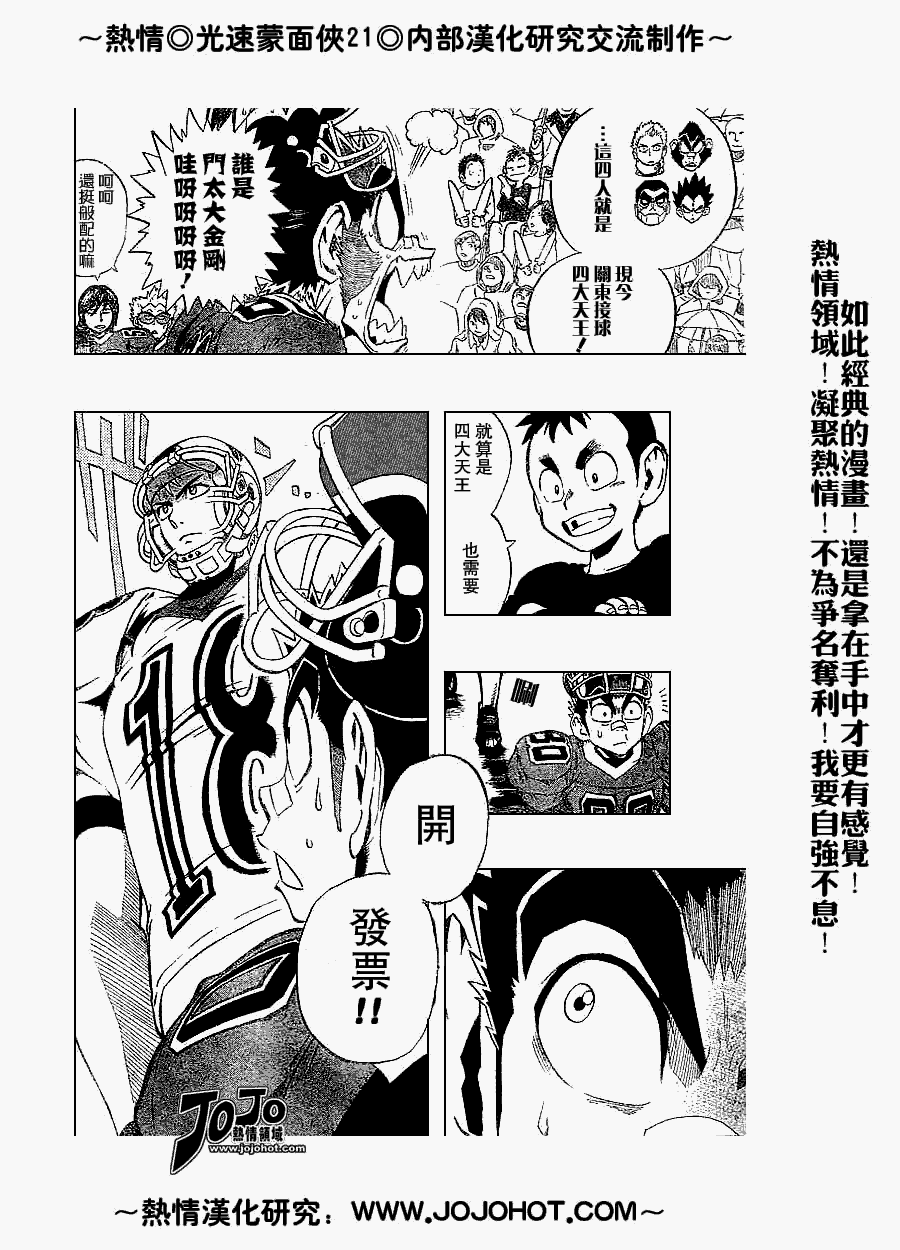 ～熱情◎光速蒙面俠21◎内部漢化研究交流制作～
…這四人就是
現今
關東接球
四大天王！
誰是
門太大金剛
哇呀呀呀呀！
呵呵
還挺般配的嘛
就算是
四大天王
也需要
開
發票!!
18
80
如此經典的漫畫！還是拿在手中才更有感覺！
熱情領域！凝聚熱情！不為爭名奪利！我要自強不息！
JOJO
熱情領域
www.jojohot.com
～熱情漢化研究：WWW.JOJOHOT.COM～